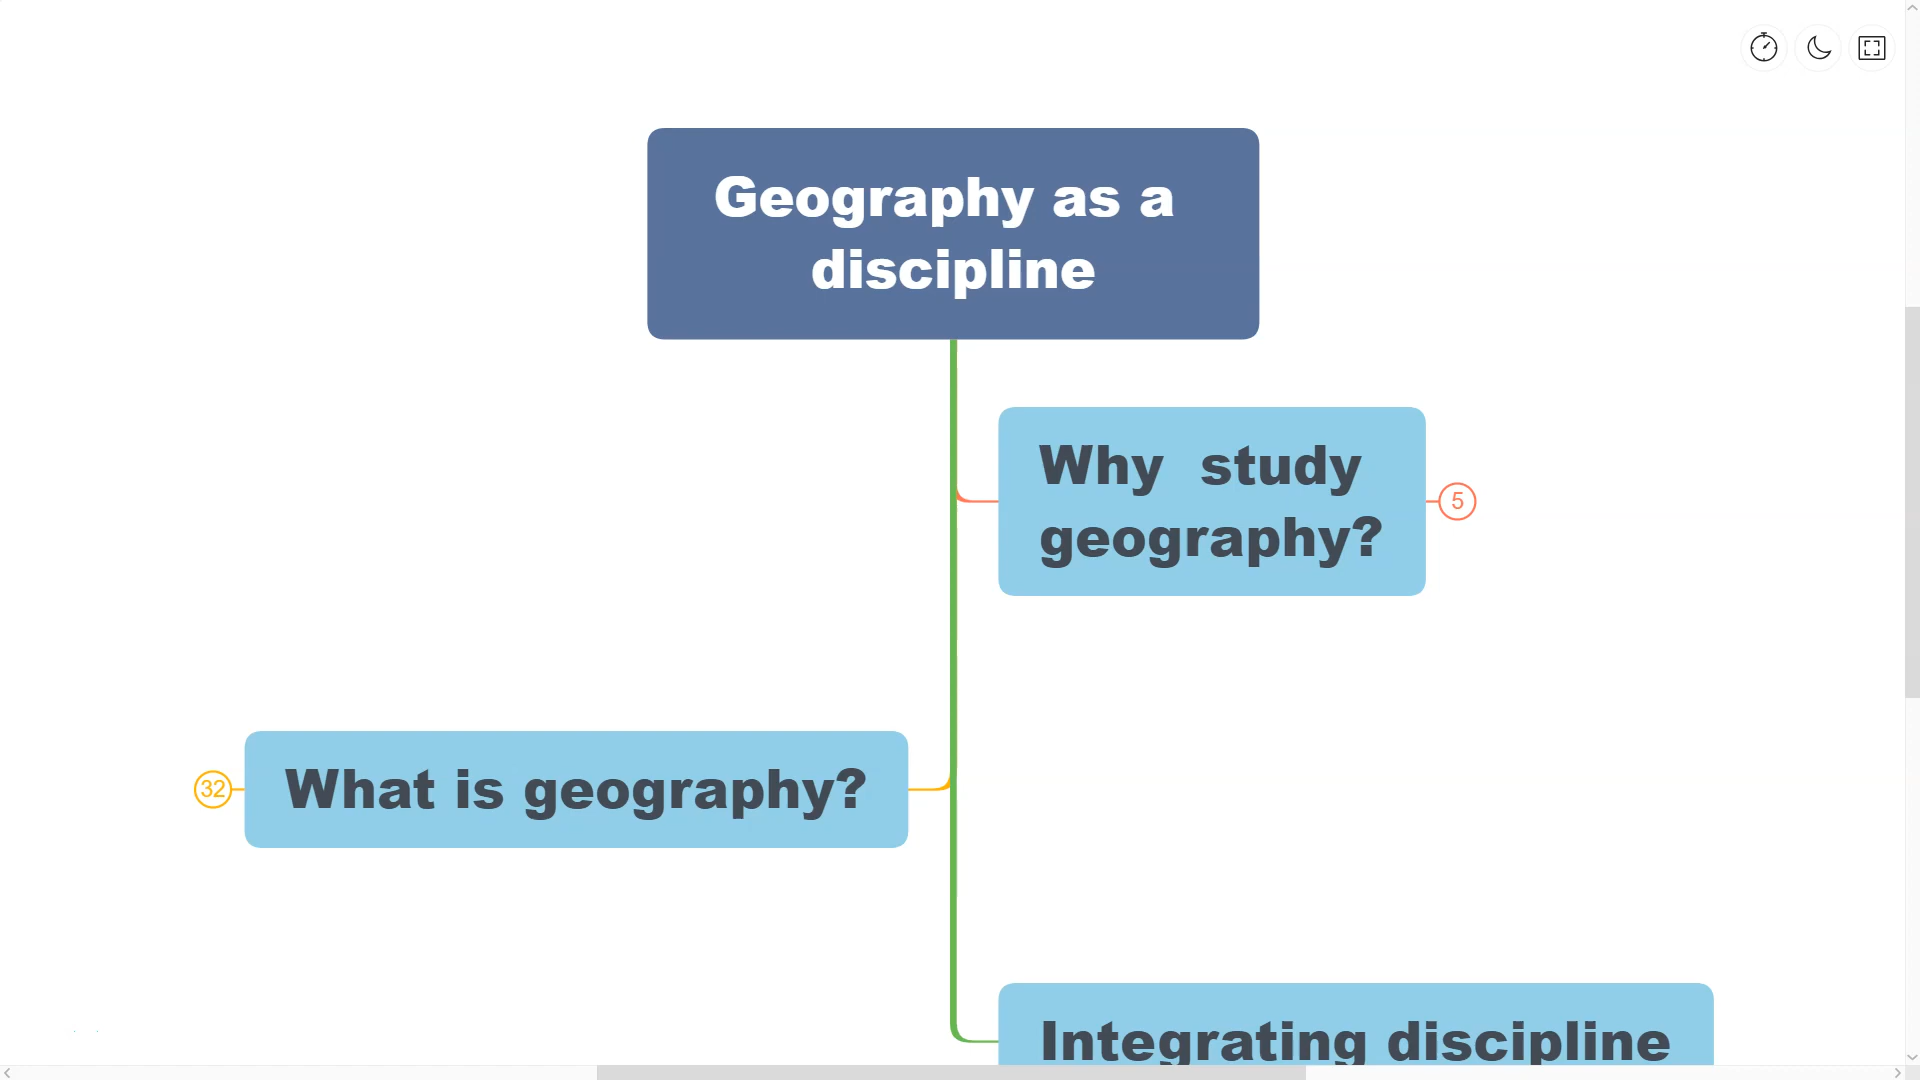 Geography as a
discipline
Why  study
geography?
5
32
What is geography?
Integrating discipline